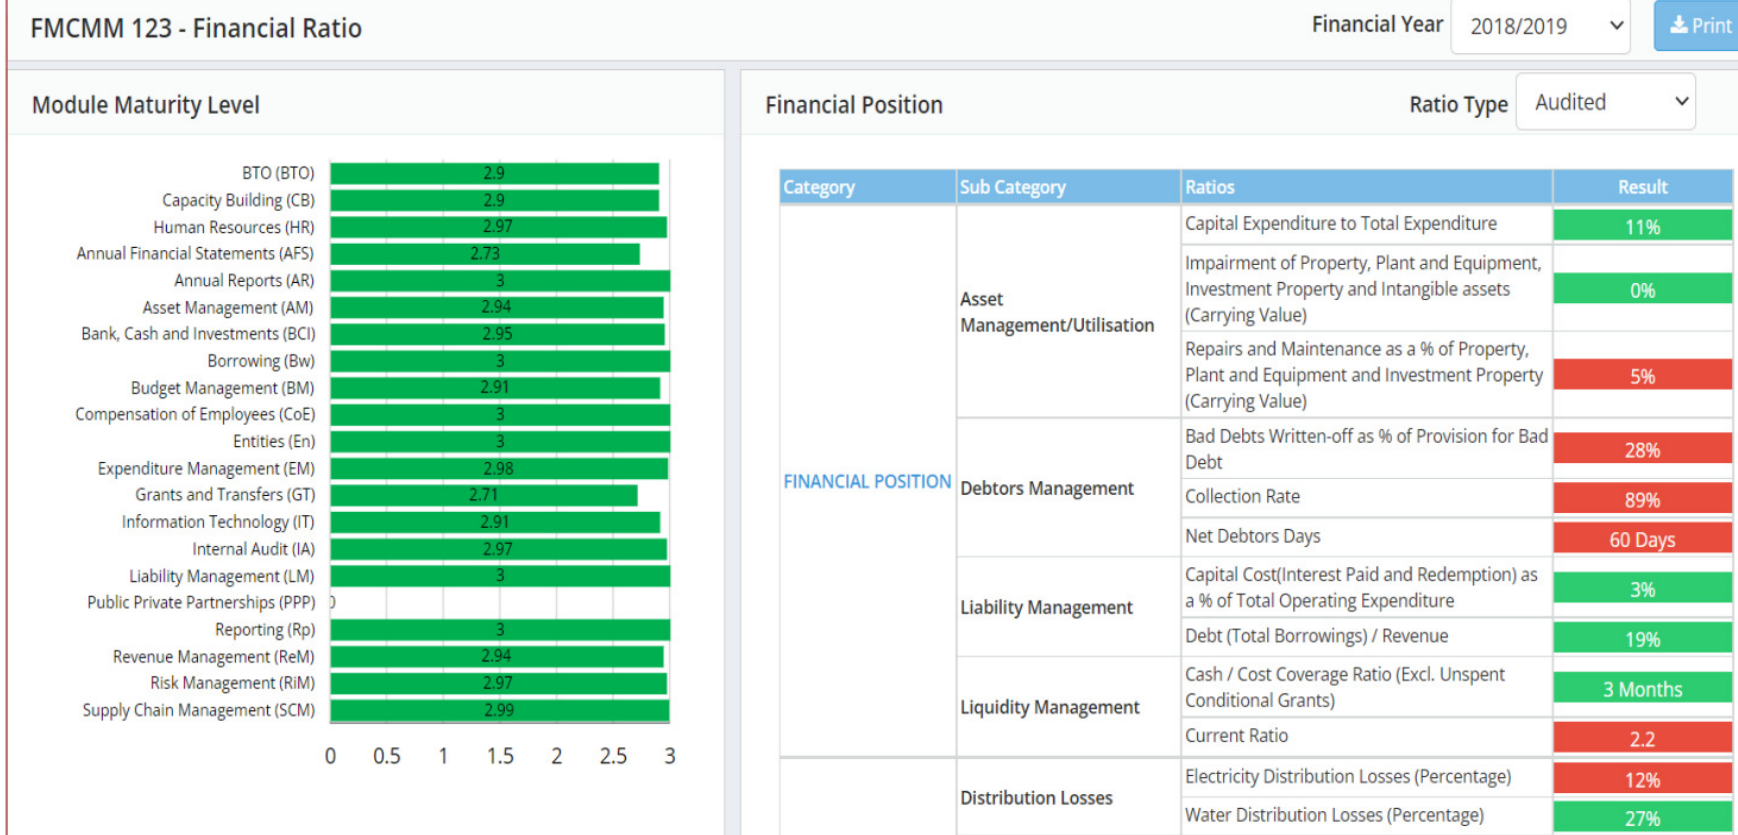 FMCMM 123 - Financial Ratio
Financial Year 2018/2019 Print
Module Maturity Level
BTO (BTO) 2.9
Capacity Building (CB) 2.9
Human Resources (HR) 2.97
Annual Financial Statements (AFS) 2.73
Annual Reports (AR) 3
Asset Management (AM) 2.94
Bank, Cash and Investments (BCI) 2.95
Borrowing (Bw) 3
Budget Management (BM) 2.91
Compensation of Employees (CoE) 3
Entities (En) 3
Expenditure Management (EM) 2.98
Grants and Transfers (GT) 2.71
Information Technology (IT) 2.91
Internal Audit (IA) 2.97
Liability Management (LM) 3
Public Private Partnerships (PPP) 0
Reporting (Rp) 3
Revenue Management (ReM) 2.94
Risk Management (RiM) 2.97
Supply Chain Management (SCM) 2.99
0 0.5 1 1.5 2 2.5 3
Financial Position
Ratio Type Audited
Category Sub Category Ratios Result
FINANCIAL POSITION
Asset
Management/Utilisation
Capital Expenditure to Total Expenditure 11%
Impairment of Property, Plant and Equipment,
Investment Property and Intangible assets 0%
(Carrying Value)
Repairs and Maintenance as a % of Property,
Plant and Equipment and Investment Property 5%
(Carrying Value)
Debtors Management
Bad Debts Written-off as % of Provision for Bad
Debt 28%
Collection Rate 89%
Net Debtors Days 60 Days
Liability Management
Capital Cost(Interest Paid and Redemption) as
a % of Total Operating Expenditure 3%
Debt (Total Borrowings) / Revenue 19%
Liquidity Management
Cash / Cost Coverage Ratio (Excl. Unspent
Conditional Grants) 3 Months
Current Ratio 2.2
Distribution Losses
Electricity Distribution Losses (Percentage) 12%
Water Distribution Losses (Percentage) 27%